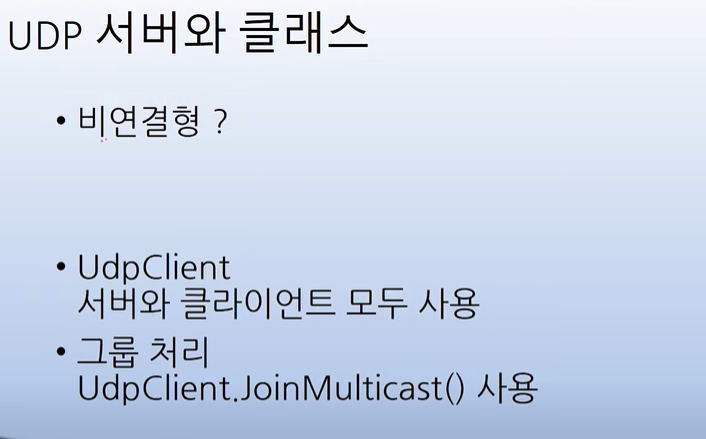 UDP 서버와 클래스
• 비연결형 ?
• UdpClient
서버와 클라이언트 모두 사용
• 그룹 처리
UdpClient.JoinMulticast() 사용